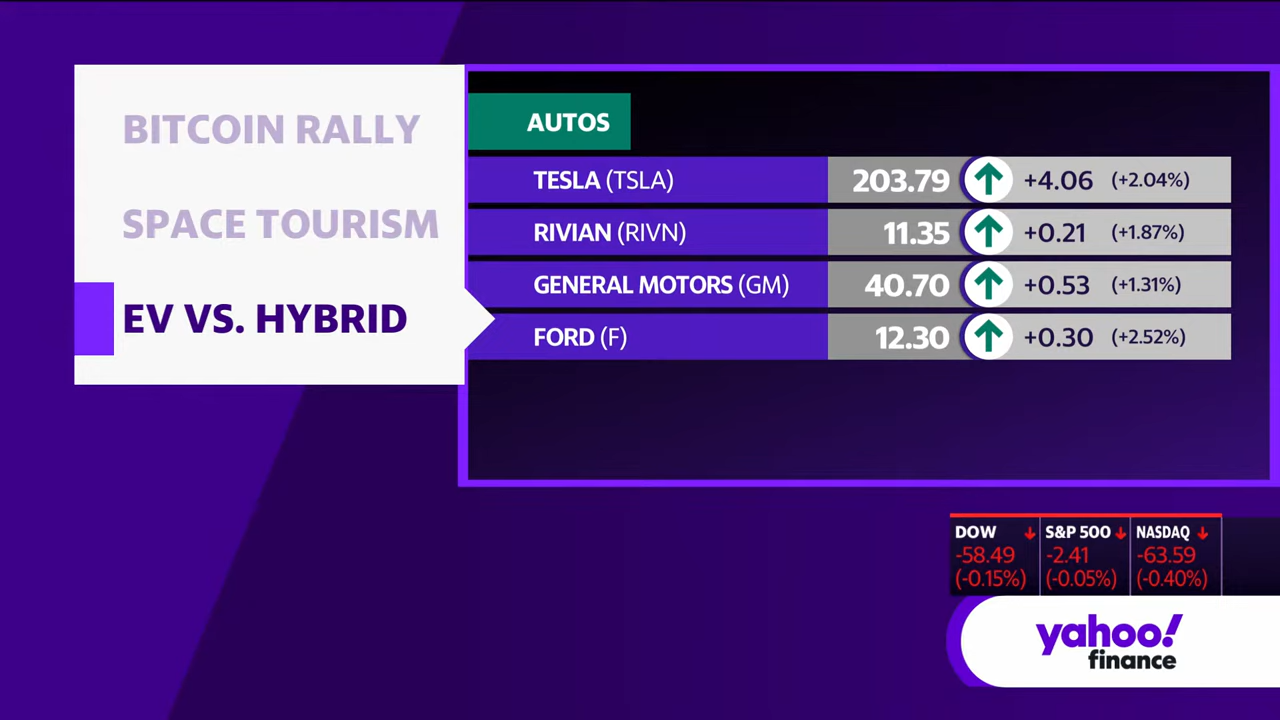 BITCOIN RALLY
SPACE TOURISM
EV VS. HYBRID
AUTOS
TESLA (TSLA) 203.79 +4.06 (+2.04%)
RIVIAN (RIVN) 11.35 +0.21 (+1.87%)
GENERAL MOTORS (GM) 40.70 +0.53 (+1.31%)
FORD (F) 12.30 +0.30 (+2.52%)
DOW S&P 500 NASDAQ
-58.49 -2.41 -63.59
(-0.15%) (-0.05%) (-0.40%)
yahoo!
finance